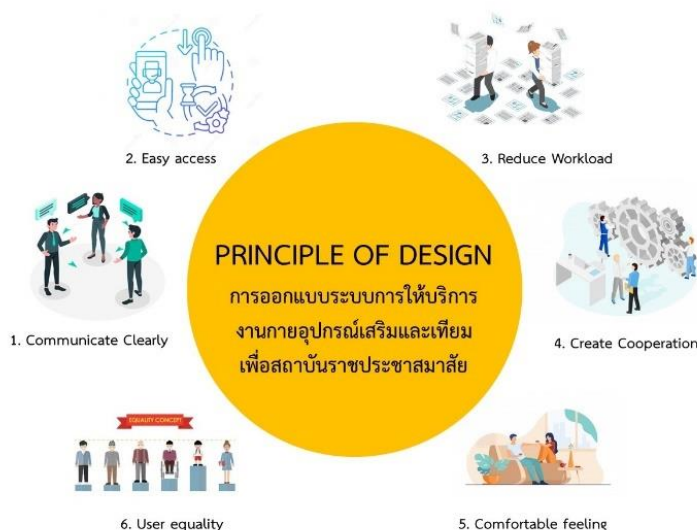 2. Easy access
3. Reduce Workload
PRINCIPLE OF DESIGN
การออกแบบระบบการให้บริการ
งานกายอุปกรณ์เสริมและเทียม
เพื่อสถาบันราชประชาสมาสัย
1. Communicate Clearly
4. Create Cooperation
EQUALITY CONCEPT
6. User equality
5. Comfortable feeling